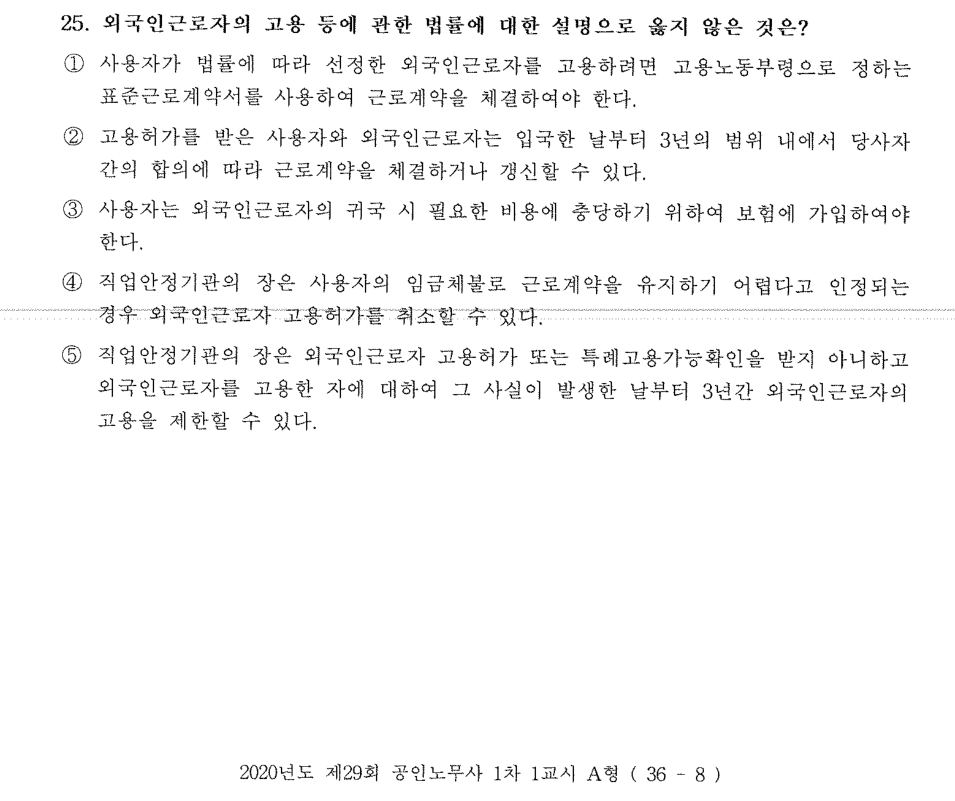 25. 외국인근로자의 고용 등에 관한 법률에 대한 설명으로 옳지 않은 것은?
① 사용자가 법률에 따라 선정한 외국인근로자를 고용하려면 고용노동부령으로 정하는
표준근로계약서를 사용하여 근로계약을 체결하여야 한다.
② 고용허가를 받은 사용자와 외국인근로자는 입국한 날부터 3년의 범위 내에서 당사자
간의 합의에 따라 근로계약을 체결하거나 갱신할 수 있다.
③ 사용자는 외국인근로자의 귀국 시 필요한 비용에 충당하기 위하여 보험에 가입하여야
한다.
④ 직업안정기관의 장은 사용자의 임금체불로 근로계약을 유지하기 어렵다고 인정되는
경우 외국인근로자 고용허가를 취소할 수 있다.
⑤ 직업안정기관의 장은 외국인근로자 고용허가 또는 특례고용가능확인을 받지 아니하고
외국인근로자를 고용한 자에 대하여 그 사실이 발생한 날부터 3년간 외국인근로자의
고용을 제한할 수 있다.
2020년도 제29회 공인노무사 1차 1교시 A형 ( 36 - 8 )